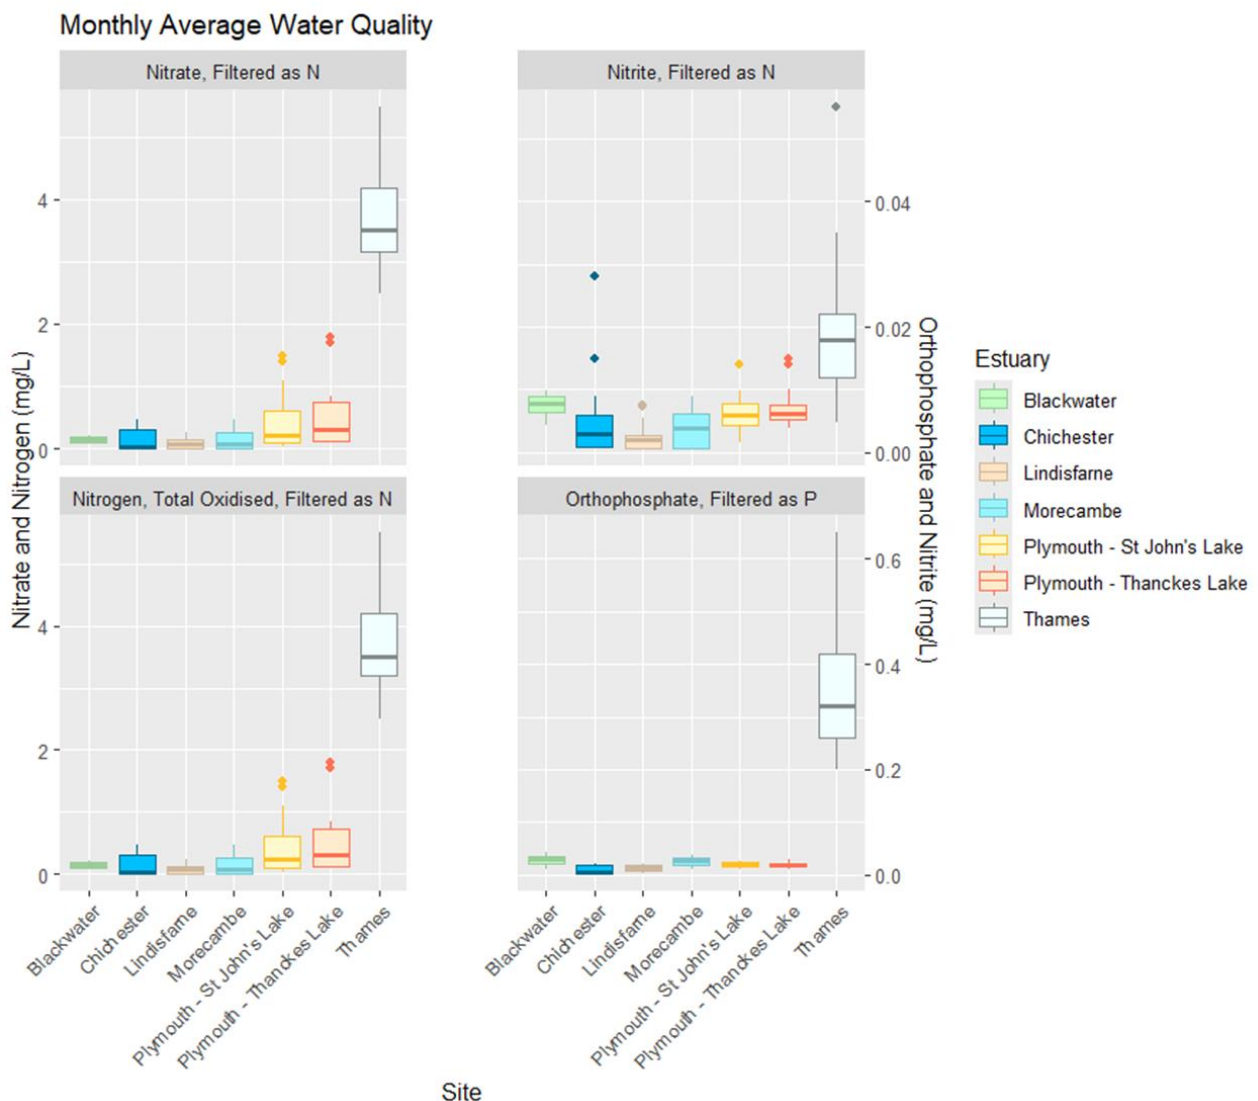 Monthly Average Water Quality
Nitrate, Filtered as N
Nitrite, Filtered as N
4
2
0
0.04
0.02
0.00
Nitrogen, Total Oxidised, Filtered as N
Orthophosphate, Filtered as P
4
2
0
0.6
0.4
0.2
0.0
Nitrate and Nitrogen (mg/L)
Orthophosphate and Nitrite (mg/L)
Blackwater
Chichester
Lindisfarne
Morecambe
Plymouth - St John's Lake
Plymouth - Thanckes Lake
Thames
Blackwater
Chichester
Lindisfarne
Morecambe
Plymouth - St John's Lake
Plymouth - Thanckes Lake
Thames
Site
Estuary
Blackwater
Chichester
Lindisfarne
Morecambe
Plymouth - St John's Lake
Plymouth - Thanckes Lake
Thames